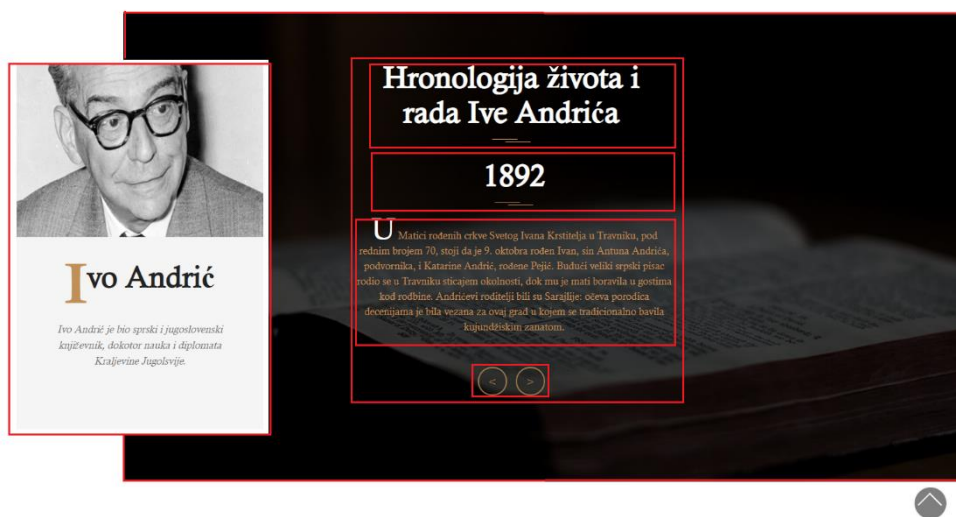 Ivo Andrić
Ivo Andrić je bio sprski i jugoslovenski
književnik, dokotor nauka i diplomata
Kraljevine Jugolsvije.
Hronologija života i
rada Ive Andrića
1892
U Matici rođenih crkve Svetog Ivana Krstitelja u Travniku, pod
rednim brojem 70, stoji da je 9. oktobra rođen Ivan, sin Antuna Andrića,
podvornika, i Katarine Andrić, rođene Pejić. Budući veliki srpski pisac
rodio se u Travniku sticajem okolnosti, dok mu je mati boravila u gostima
kod rodbine. Andrićevi roditelji bili su Sarajlije: očeva porodica
decenijama je bila vezana za ovaj grad u kojem se tradicionalno bavila
kujundžiskim zanatom.
< >